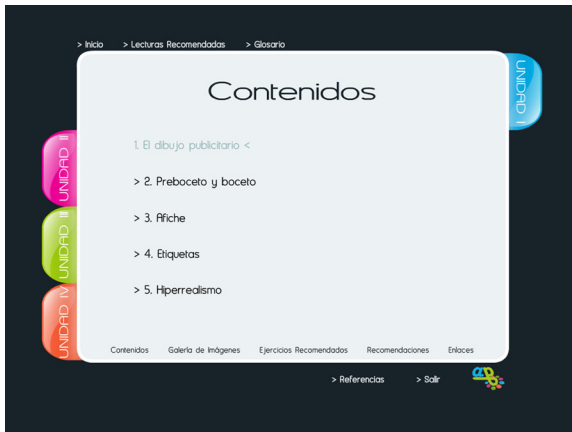 > Inicio > Lecturas Recomendadas > Glosario
UNIDAD I
Contenidos
1. El dibujo publicitario <
> 2. Preboceto y boceto
> 3. Afiche
> 4. Etiquetas
> 5. Hiperrealismo
UNIDAD II
UNIDAD III
UNIDAD IV
Contenidos Galería de Imágenes Ejercicios Recomendados Recomendaciones Enlaces
> Referencias > Salir